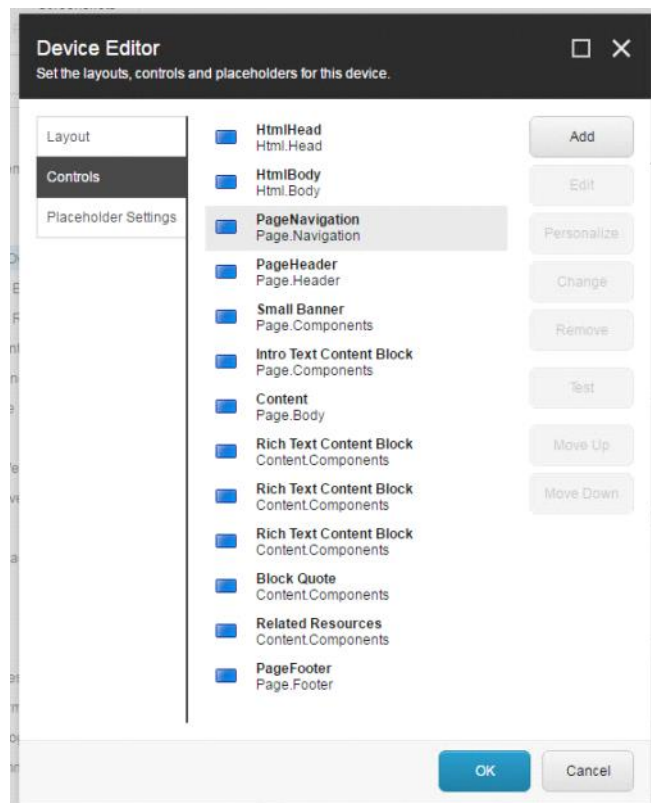 Device Editor
Set the layouts, controls and placeholders for this device.
Layout
Controls
Placeholder Settings
HtmlHead
Html.Head
HtmlBody
Html.Body
PageNavigation
Page.Navigation
PageHeader
Page.Header
Small Banner
Page.Components
Intro Text Content Block
Page.Components
Content
Page.Body
Rich Text Content Block
Content.Components
Rich Text Content Block
Content.Components
Rich Text Content Block
Content.Components
Block Quote
Content.Components
Related Resources
Content.Components
PageFooter
Page.Footer
Add
Edit
Personalize
Change
Remove
Test
Move Up
Move Down
OK
Cancel